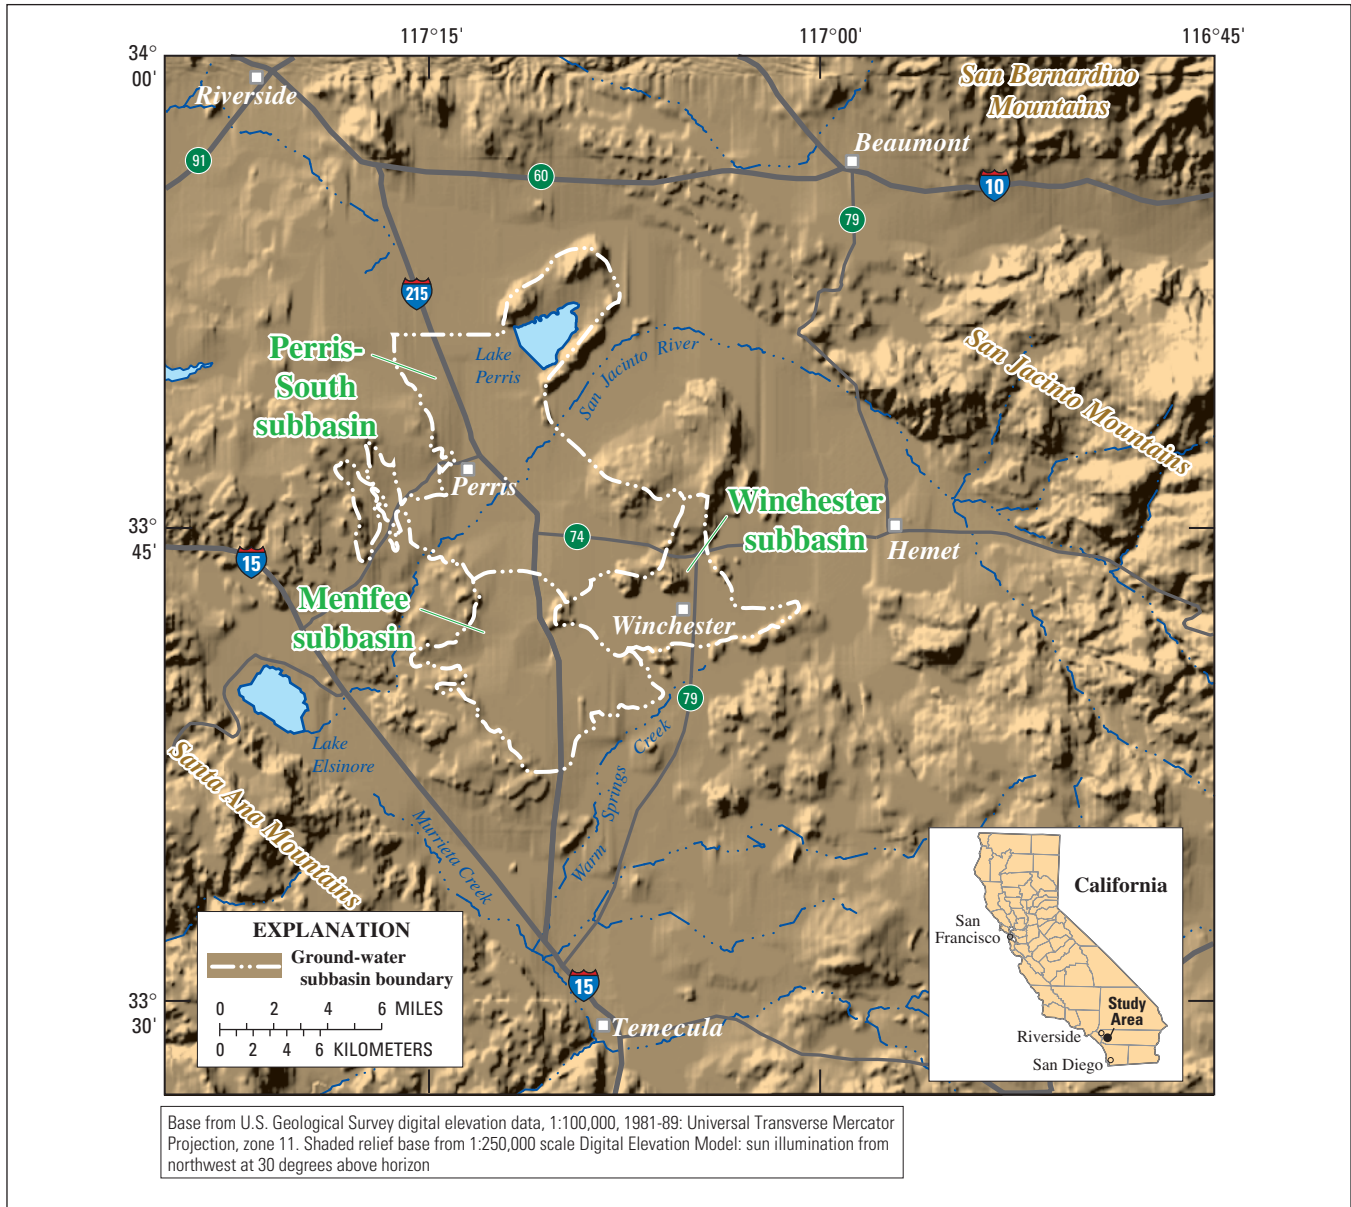 117°15'
117°00'
116°45'
34°
00'
33°
45'
33°
30'
San Bernardino
Mountains
Riverside
Beaumont
91
60
10
79
215
Perris-
South
subbasin
Lake
Perris
San Jacinto River
San Jacinto Mountains
Perris
Winchester
subbasin
74
Hemet
15
Menifee
subbasin
Winchester
79
Lake
Elsinore
Santa Ana Mountains
Murrieta Creek
Warm Springs Creek
15
Temecula
EXPLANATION
Ground-water
subbasin boundary
0 2 4 6 MILES
0 2 4 6 KILOMETERS
California
San
Francisco
Study
Area
Riverside
San Diego
Base from U.S. Geological Survey digital elevation data, 1:100,000, 1981-89: Universal Transverse Mercator
Projection, zone 11. Shaded relief base from 1:250,000 scale Digital Elevation Model: sun illumination from
northwest at 30 degrees above horizon